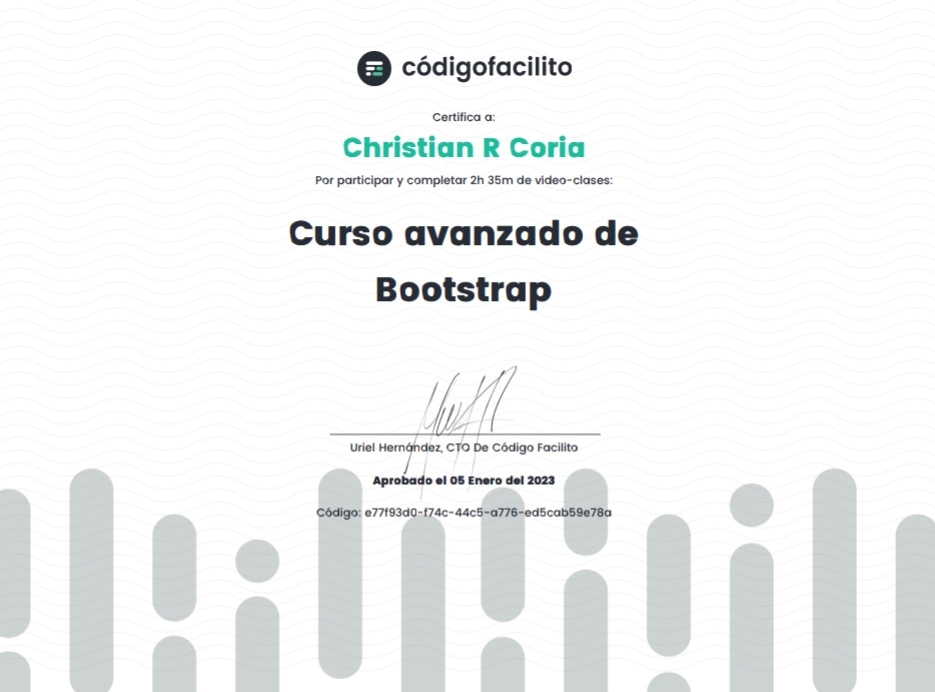 códigofacilito
Certifica a:
Christian R Coria
Por participar y completar 2h 35m de video-clases:
Curso avanzado de
Bootstrap
Uriel Hernández, CTO De Código Facilito
Aprobado el 05 Enero del 2023
Código: e77f93d0-f74c-44c5-a776-ed5cab59e78a